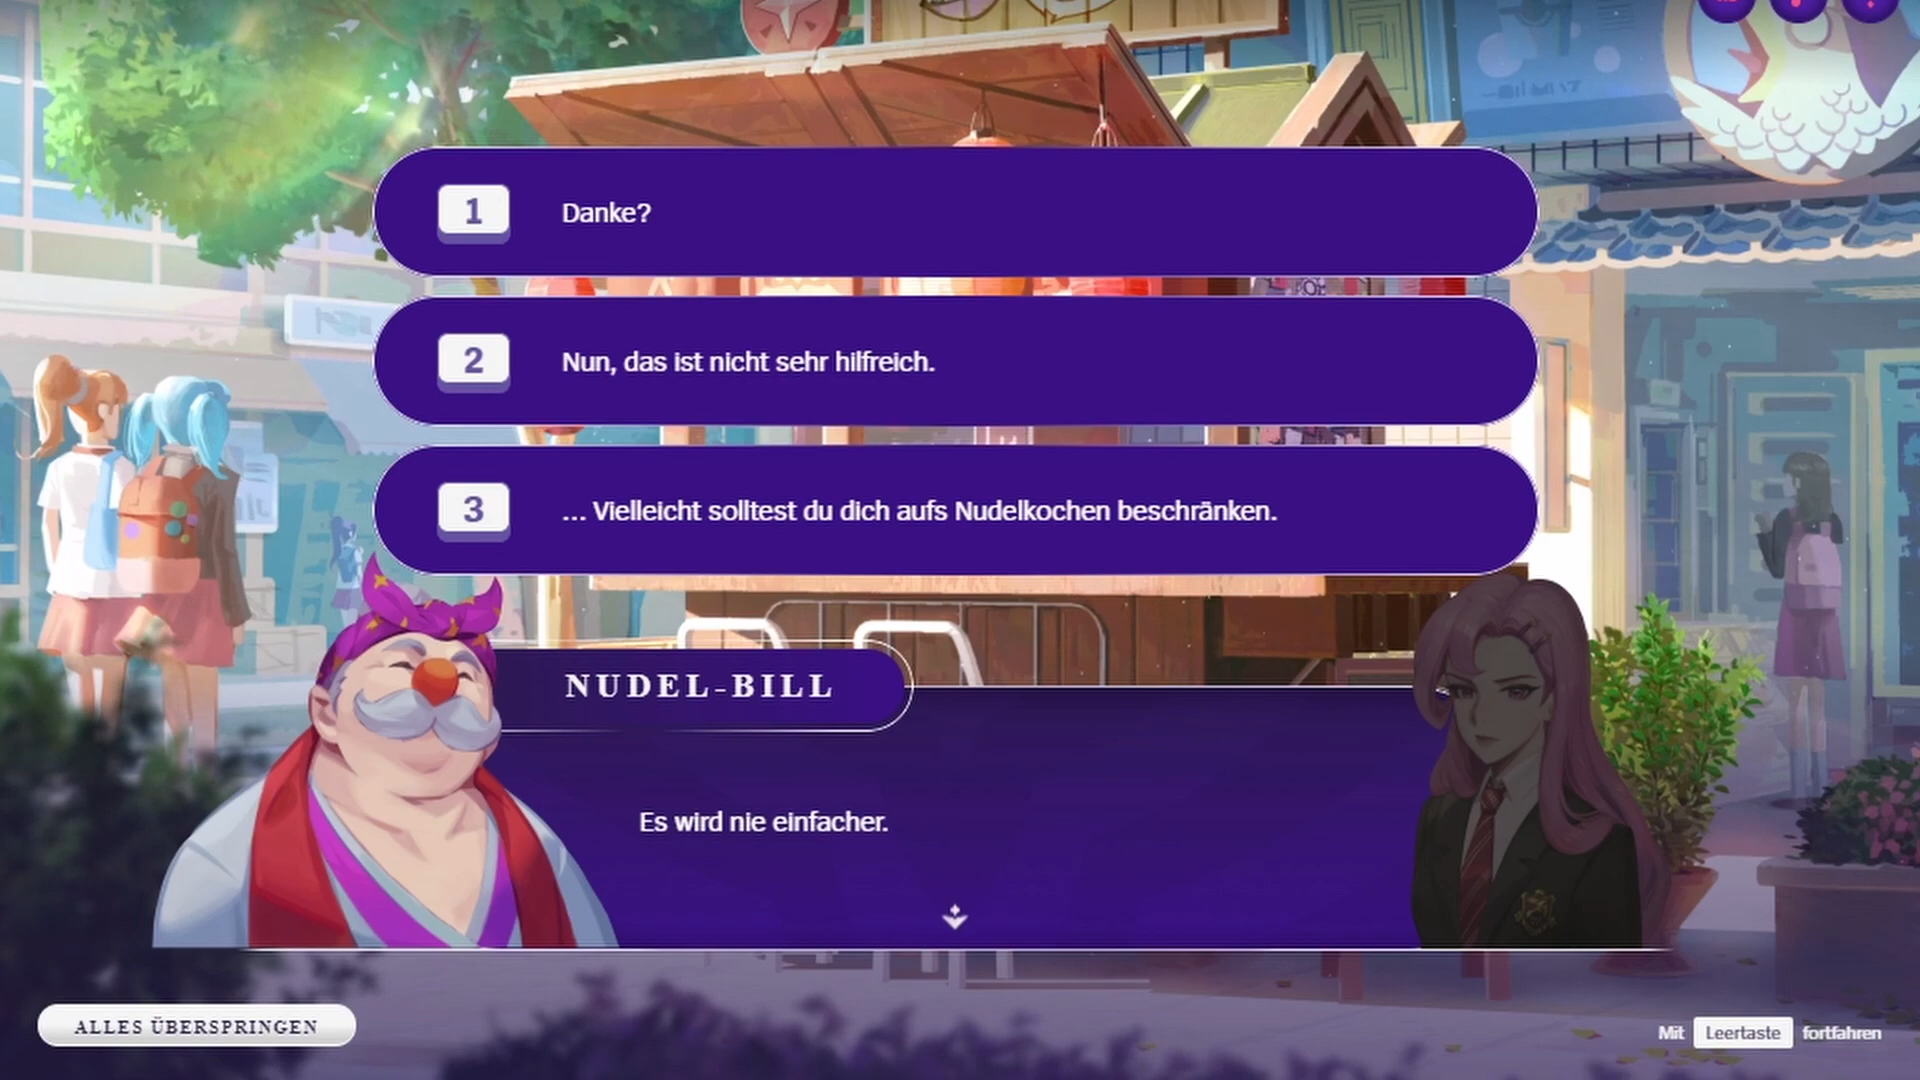 1 Danke?
2 Nun, das ist nicht sehr hilfreich.
3 ... Vielleicht solltest du dich aufs Nudelkochen beschränken.
NUDEL-BILL
Es wird nie einfacher.
ALLES ÜBERSPRINGEN
Mit Leertaste fortfahren